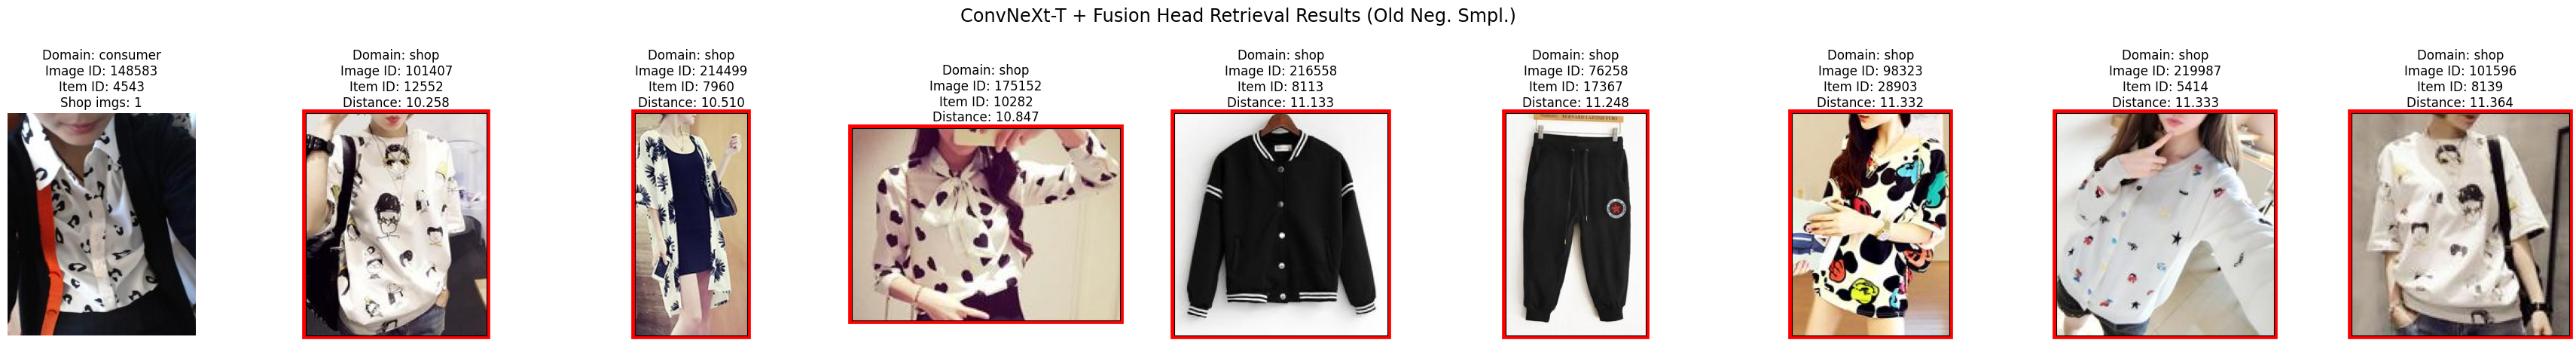 ConvNeXt-T + Fusion Head Retrieval Results (Old Neg. Smpl.)
Domain: consumer
Image ID: 148583
Item ID: 4543
Shop imgs: 1
Domain: shop
Image ID: 101407
Item ID: 12552
Distance: 10.258
Domain: shop
Image ID: 214499
Item ID: 7960
Distance: 10.510
Domain: shop
Image ID: 175152
Item ID: 10282
Distance: 10.847
Domain: shop
Image ID: 216558
Item ID: 8113
Distance: 11.133
Domain: shop
Image ID: 76258
Item ID: 17367
Distance: 11.248
Domain: shop
Image ID: 98323
Item ID: 28903
Distance: 11.332
Domain: shop
Image ID: 219987
Item ID: 5414
Distance: 11.333
Domain: shop
Image ID: 101596
Item ID: 8139
Distance: 11.364